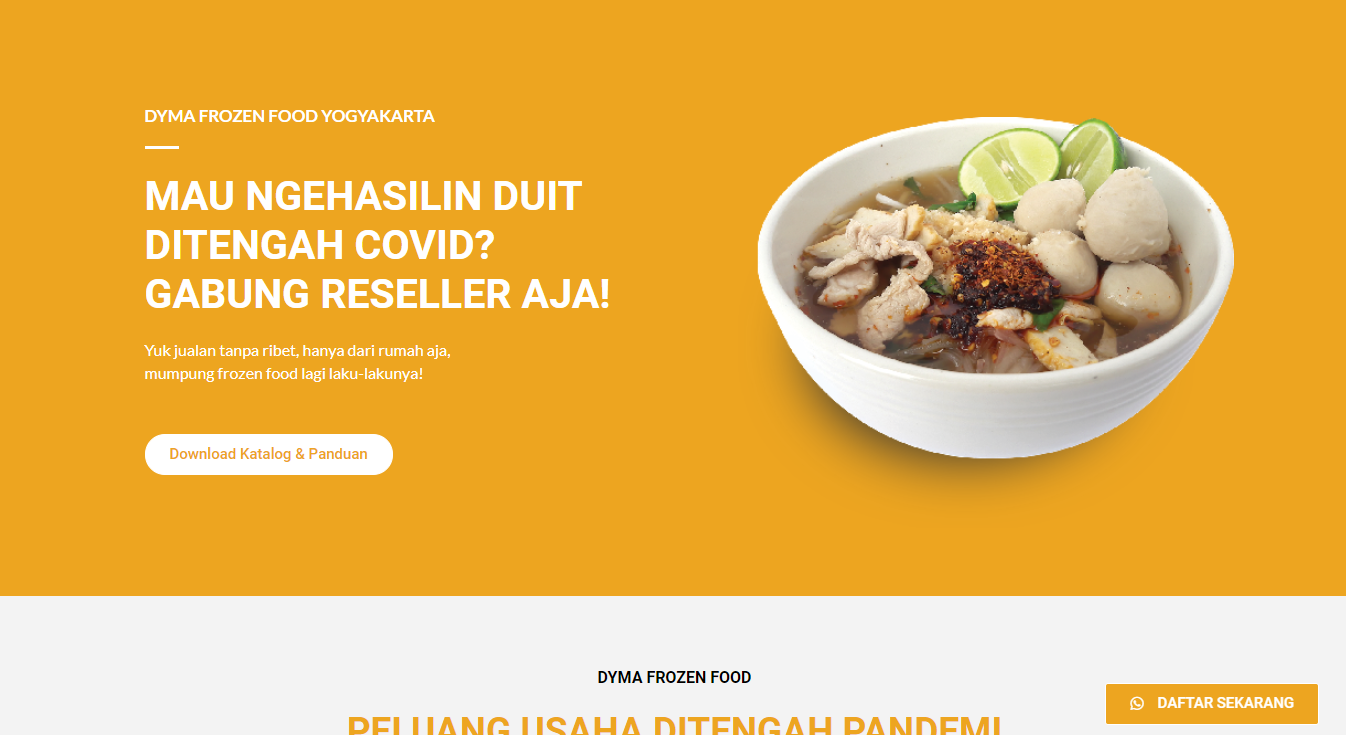 DYMA FROZEN FOOD YOGYAKARTA
MAU NGEHASILIN DUIT
DITENGAH COVID?
GABUNG RESELLER AJA!
Yuk jualan tanpa ribet, hanya dari rumah aja,
mumpung frozen food lagi laku-lakunya!
Download Katalog & Panduan
DYMA FROZEN FOOD
PELUANG USAHA DITENGAH PANDEMI
DAFTAR SEKARANG